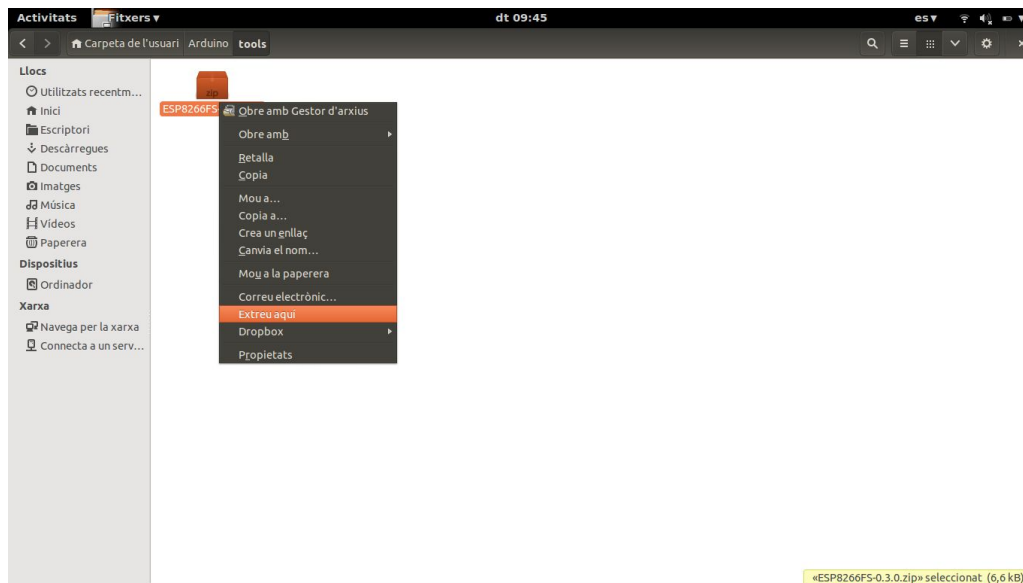 Activitats Fitxers dt 09:45 es
Carpeta de l'usuari Arduino tools
Llocs
Utilitzats recentm...
Inici
Escriptori
Descàrregues
Documents
Imatges
Música
Vídeos
Paperera
Dispositius
Ordinador
Xarxa
Navega per la xarxa
Connecta a un serv...
zip
ESP8266FS-
Obre amb Gestor d'arxius
Obre amb
Retalla
Copia
Mou a...
Copia a...
Crea un enllaç
Canvia el nom...
Mou a la paperera
Correu electrònic...
Extreu aquí
Dropbox
Propietats
«ESP8266FS-0.3.0.zip» seleccionat (6,6 kB)